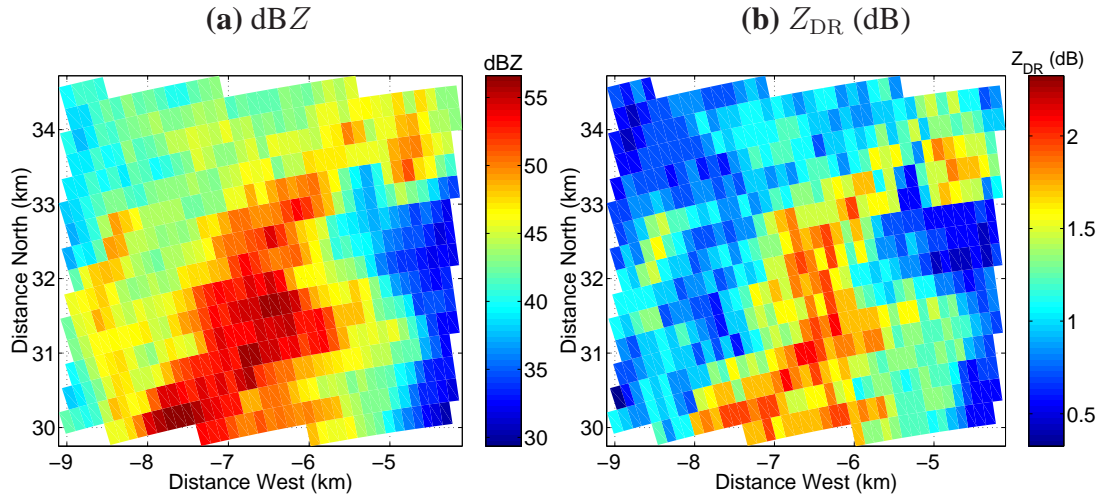 (a) dBZ
(b) Z_DR (dB)
dBZ
55
50
45
40
35
30
34
33
32
31
30
Distance North (km)
−9 −8 −7 −6 −5
Distance West (km)
Z_DR (dB)
2
1.5
1
0.5
34
33
32
31
30
Distance North (km)
−9 −8 −7 −6 −5
Distance West (km)